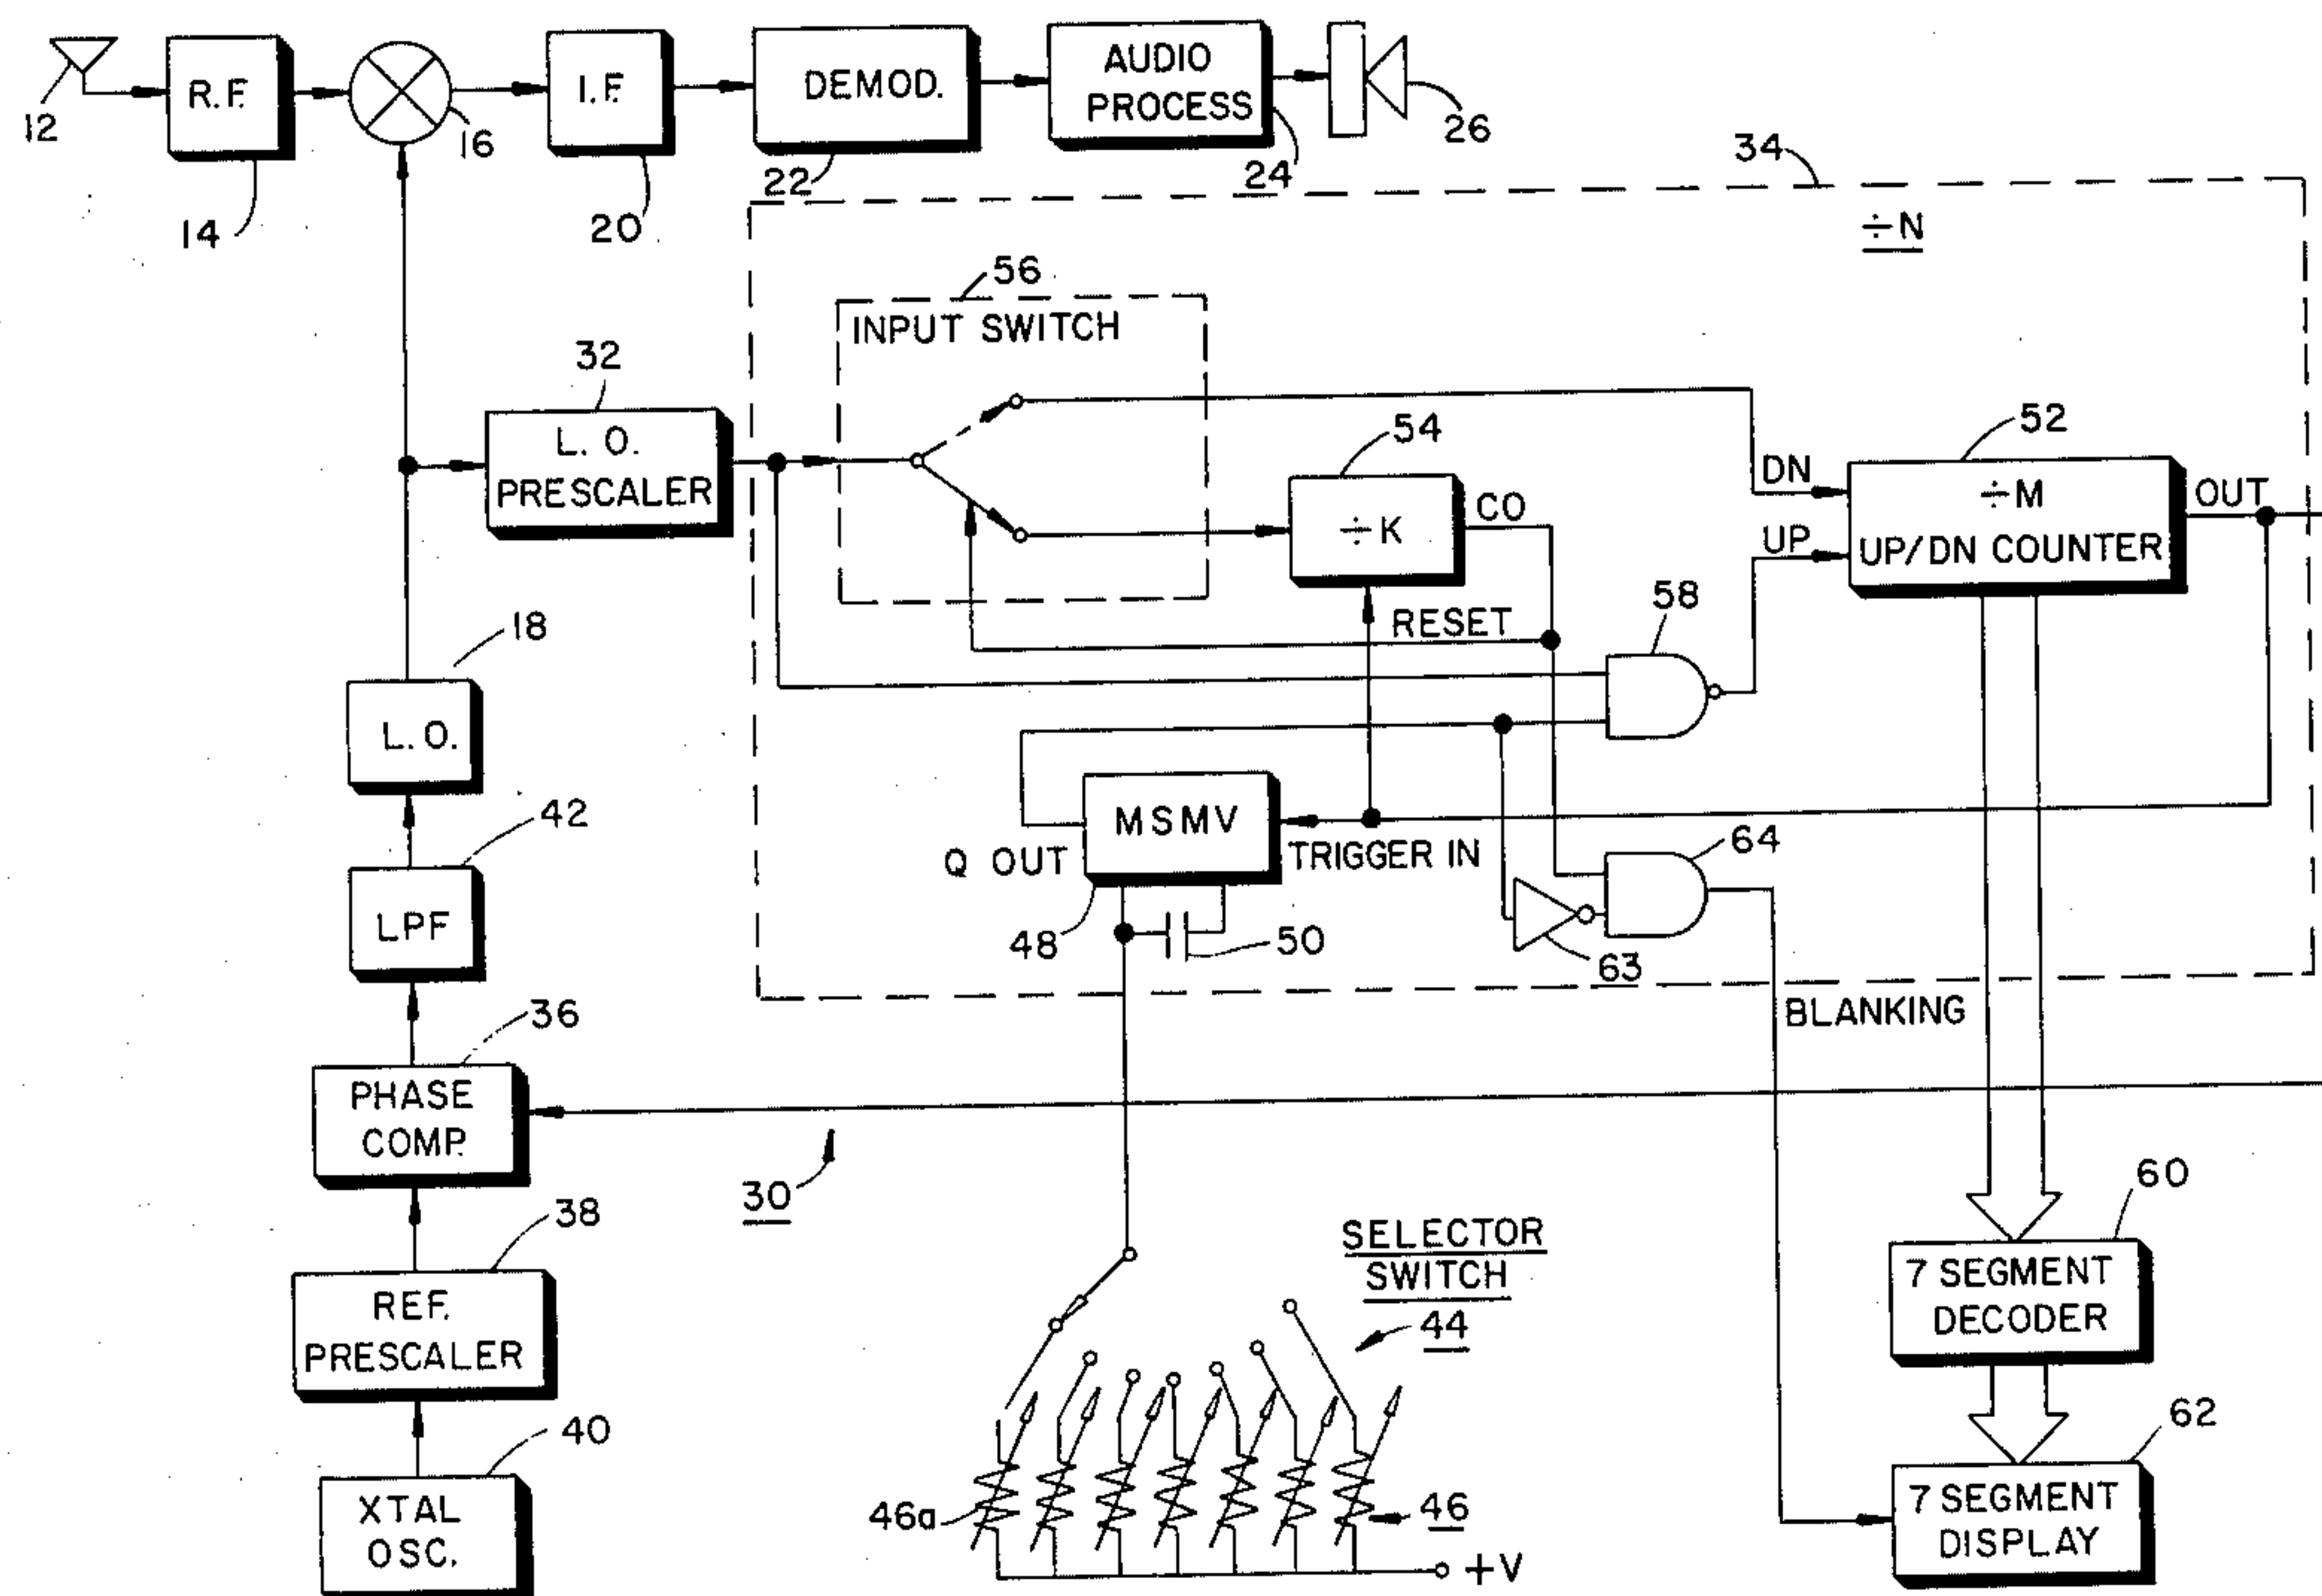 12
R.F.
14
16
I.F.
20
DEMOD.
22
AUDIO
PROCESS
24
26
34
÷N
56
INPUT SWITCH
32
L. O.
PRESCALER
54
÷K
CO
RESET
DN
UP
52
÷M
UP/DN COUNTER
OUT
58
18
L. O.
42
LPF
MSMV
Q OUT
TRIGGER IN
48
50
63
64
BLANKING
36
PHASE
COMP.
30
38
REF.
PRESCALER
40
XTAL
OSC.
SELECTOR
SWITCH
44
46a
46
+V
60
7 SEGMENT
DECODER
62
7 SEGMENT
DISPLAY